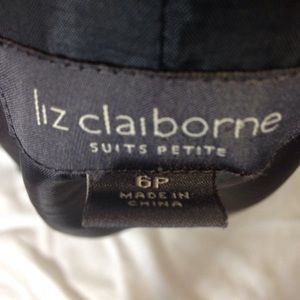 liz claiborne
SUITS PETITE
6P
MADE IN
CHINA